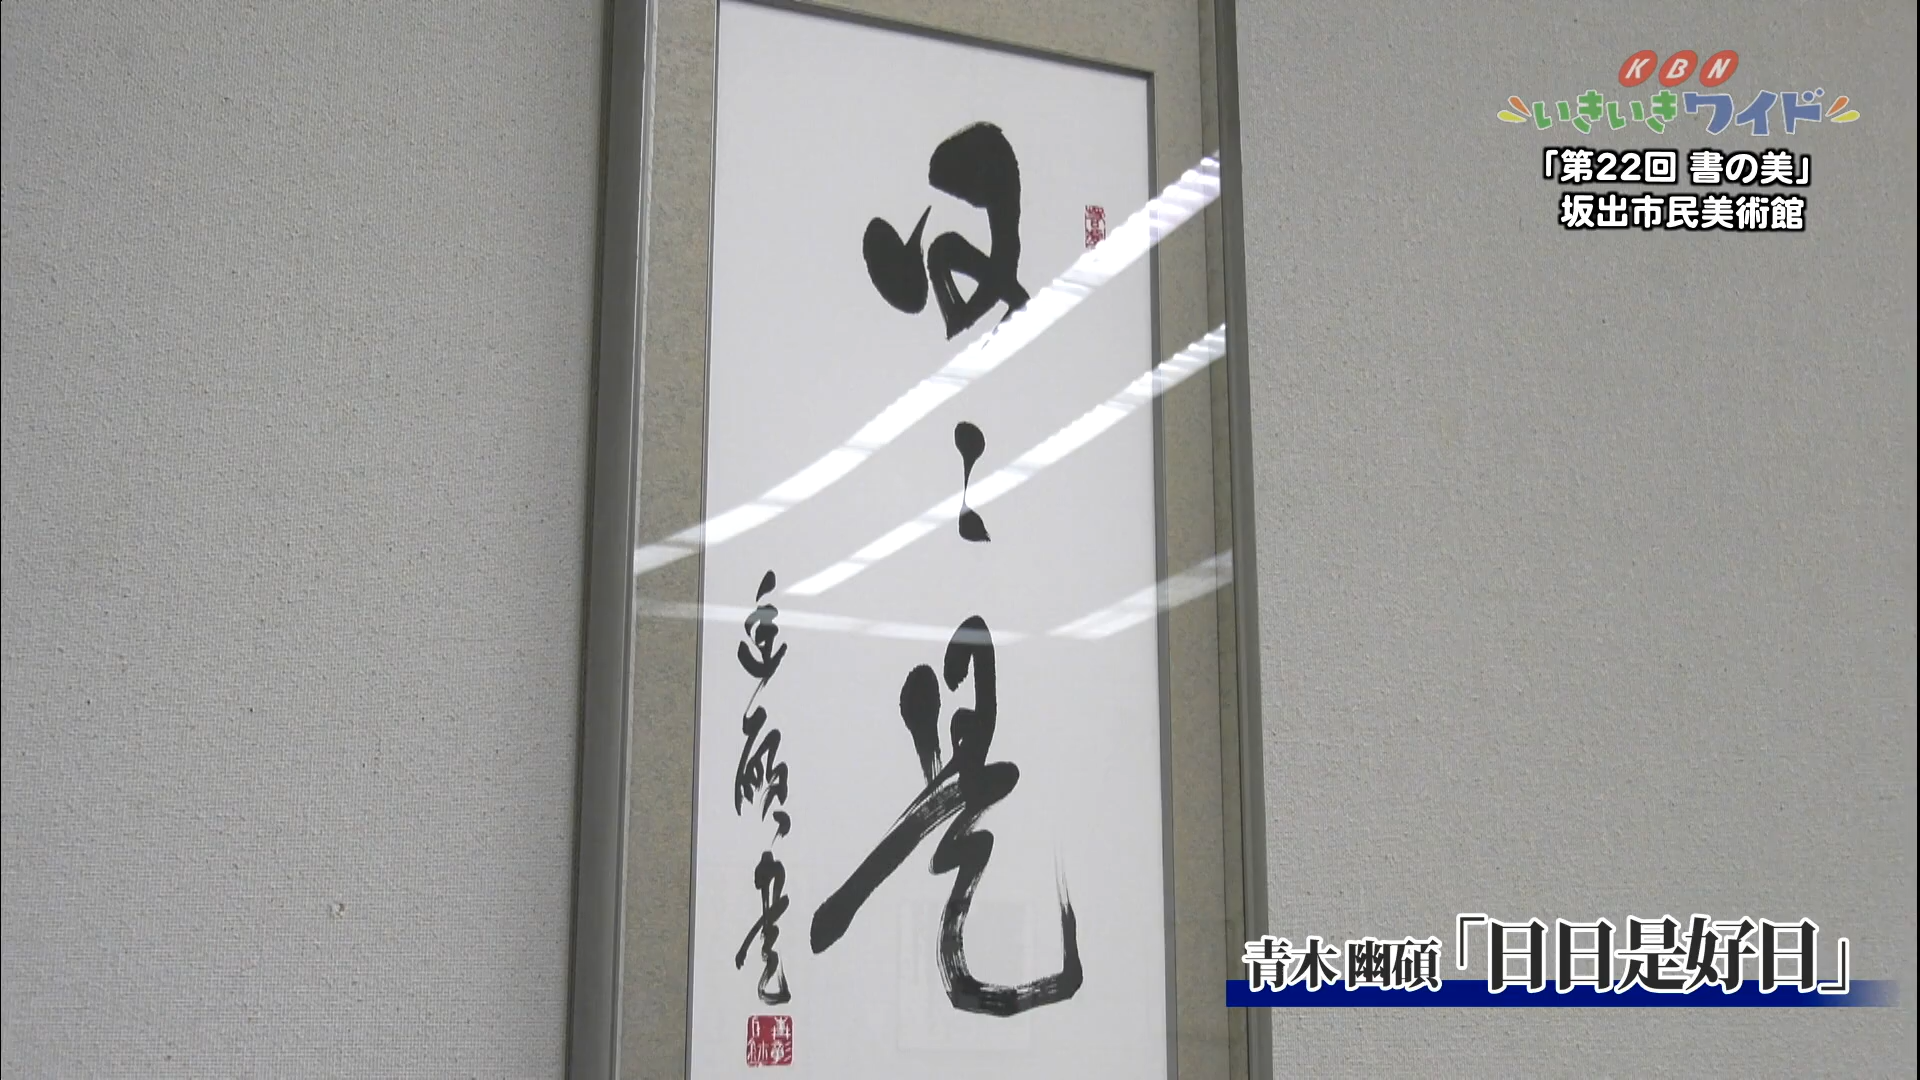 KBN
いきいきワイド
「第22回 書の美」
坂出市民美術館
日々是
青木 幽碩「日日是好日」